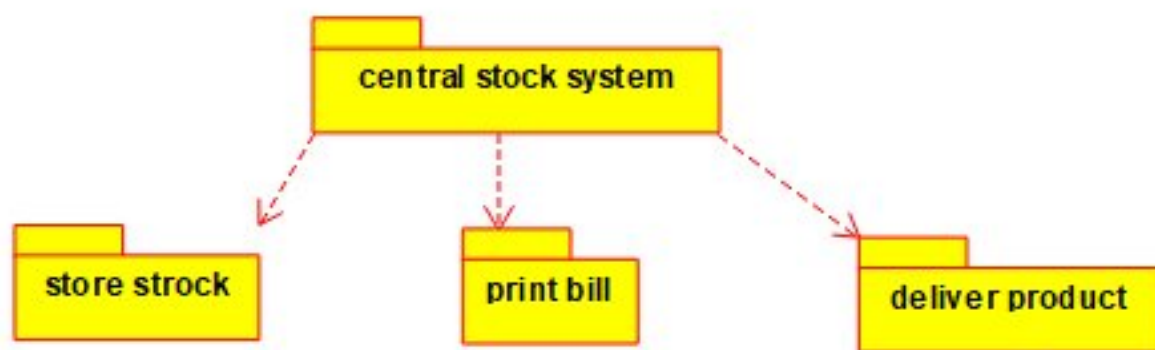 central stock system
store strock
print bill
deliver product